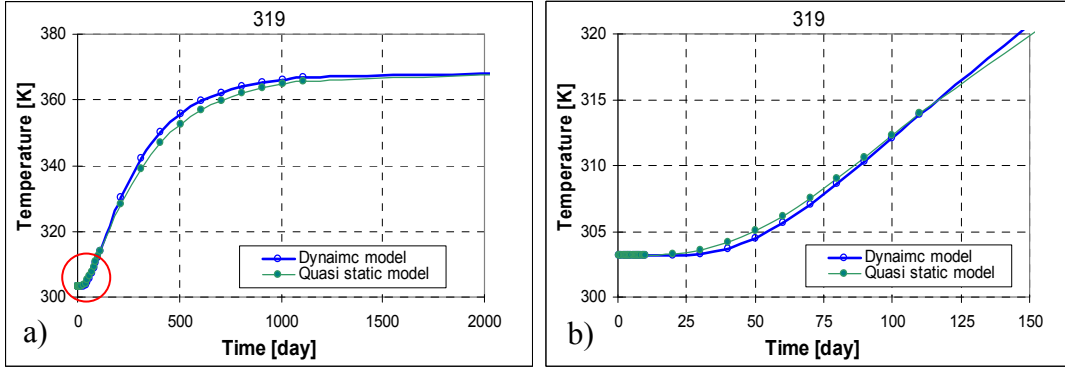 319
380
360
340
320
300
Temperature [K]
Dynaimc model
Quasi static model
0
500
1000
1500
2000
Time [day]
a)
319
320
315
310
305
300
Temperature [K]
Dynaimc model
Quasi static model
0
25
50
75
100
125
150
Time [day]
b)